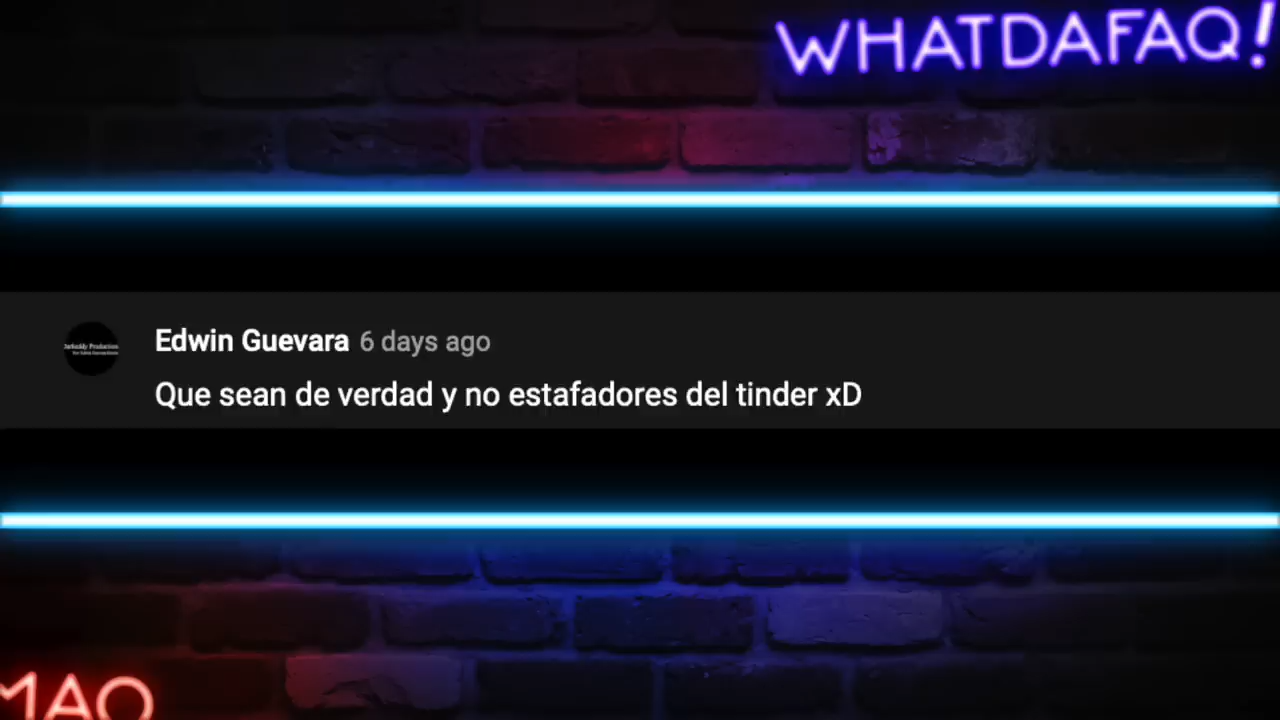 WHATDAFAQ!
Edwin Guevara 6 days ago
Que sean de verdad y no estafadores del tinder xD
MAO